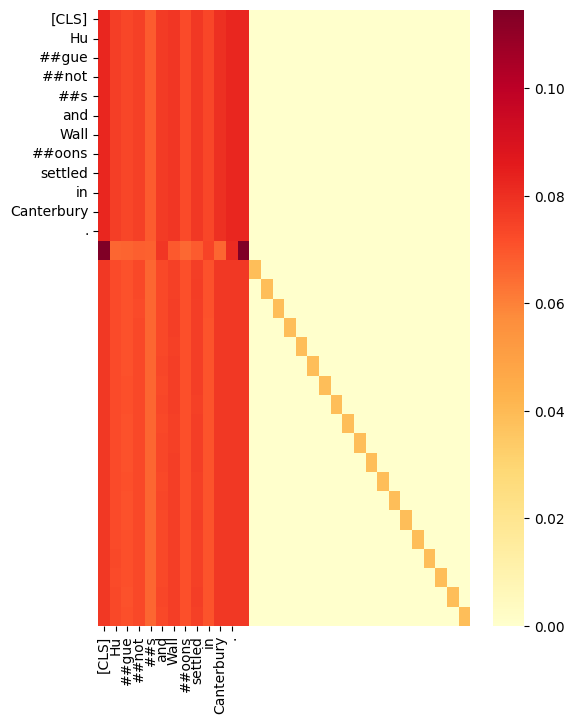 [CLS]
Hu
##gue
##not
##s
and
Wall
##oons
settled
in
Canterbury
.
0.10
0.08
0.06
0.04
0.02
0.00
[CLS]
Hu
##gue
##not
##s
and
Wall
##oons
settled
in
Canterbury
.